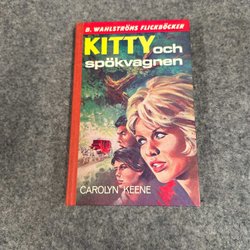 B. WAHLSTRÖMS FLICKBÖCKER
KITTY och
spökvagnen
CAROLYN KEENE